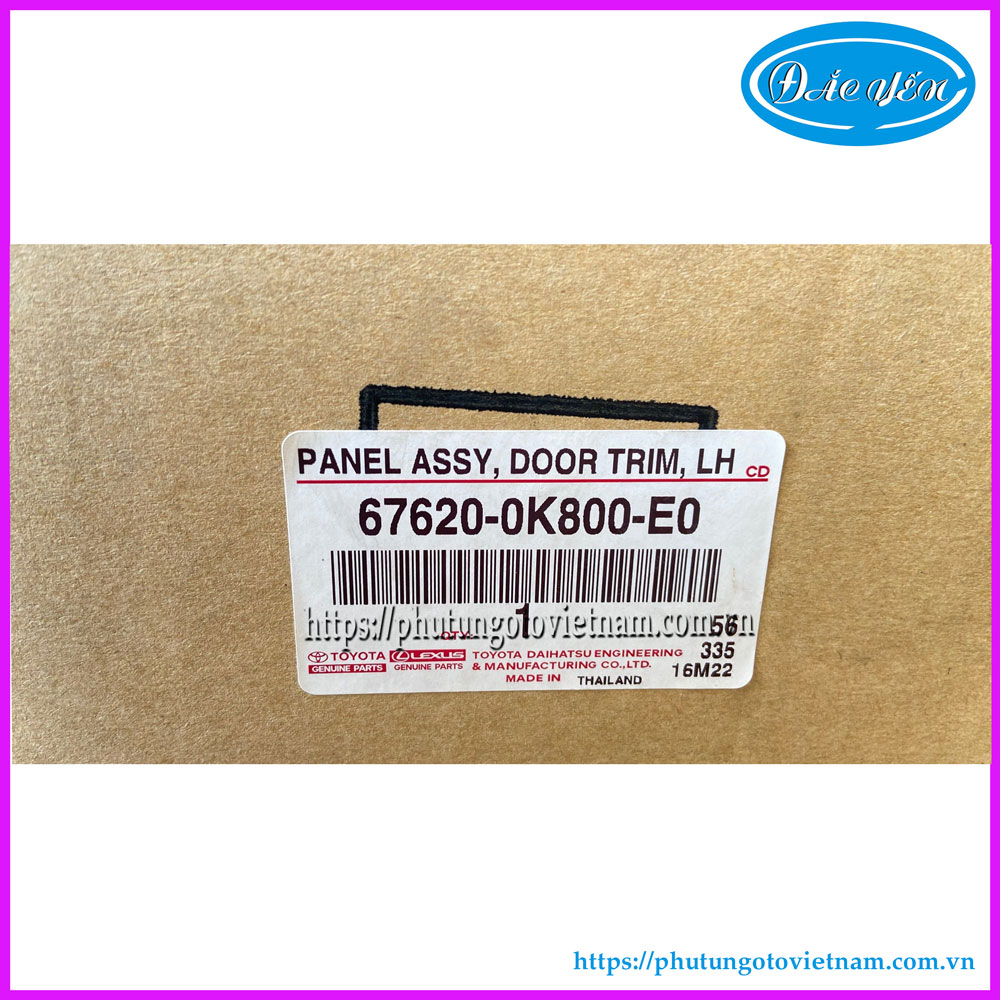 ĐẮC YẾN
PANEL ASSY, DOOR TRIM, LH CD
67620-0K800-E0
https://phutungotovietnam.com.vn
QTY. 1 56
TOYOTA LEXUS TOYOTA DAIHATSU ENGINEERING 335
GENUINE PARTS GENUINE PARTS & MANUFACTURING CO.,LTD. 16M22
MADE IN THAILAND
https://phutungotovietnam.com.vn